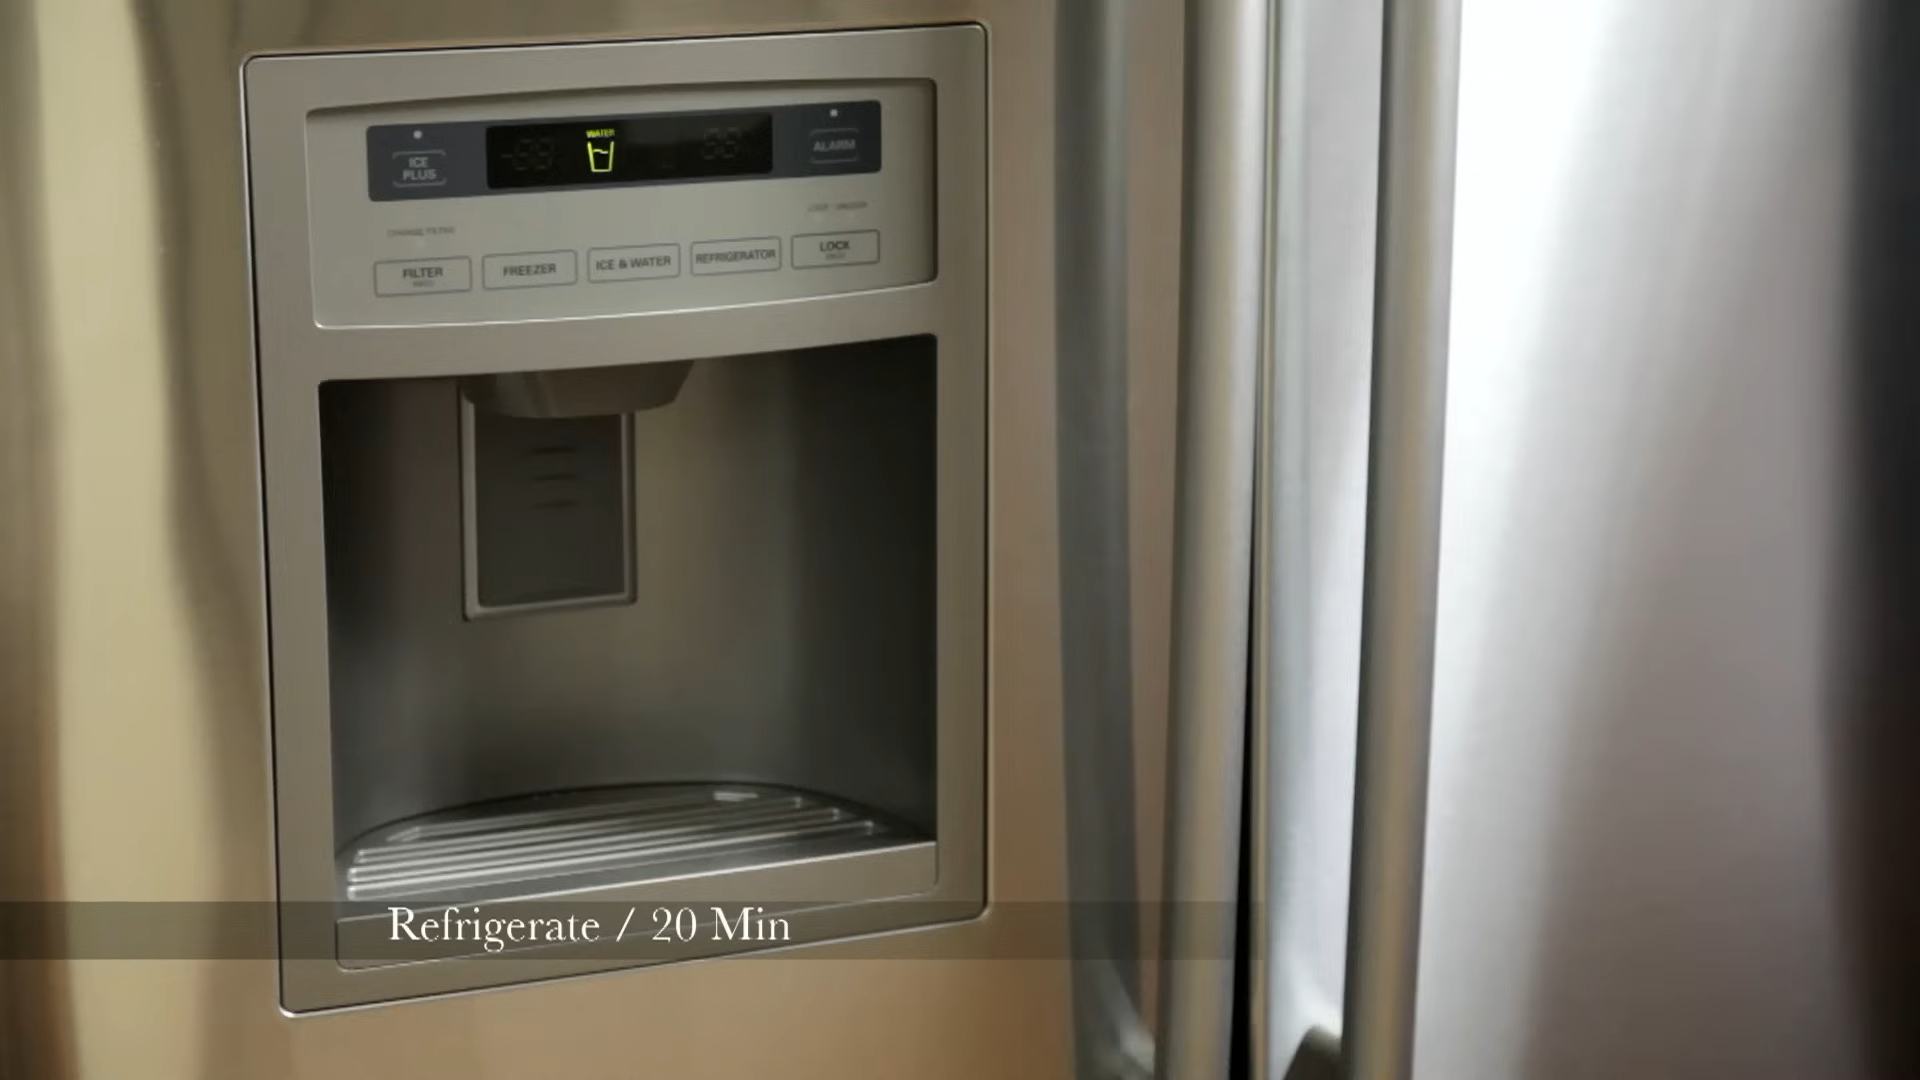 WATER
ICE
PLUS
ALARM
FILTER
FREEZER
ICE & WATER
REFRIGERATOR
LOCK
Refrigerate / 20 Min